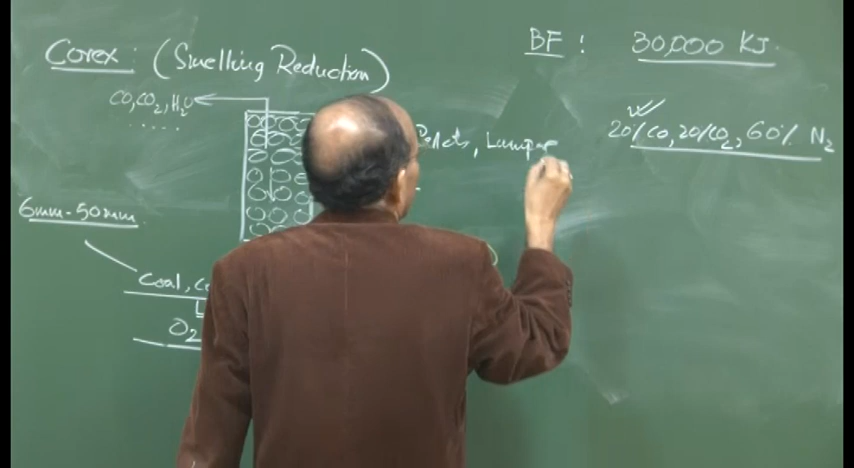 Corex : (Smelting Reduction)
BF : 30,000 KJ.
CO, CO2, H2O
.....
Pellets, Lumps
20% CO, 20% CO2, 60% N2
6mm - 50mm
Coal,
O2